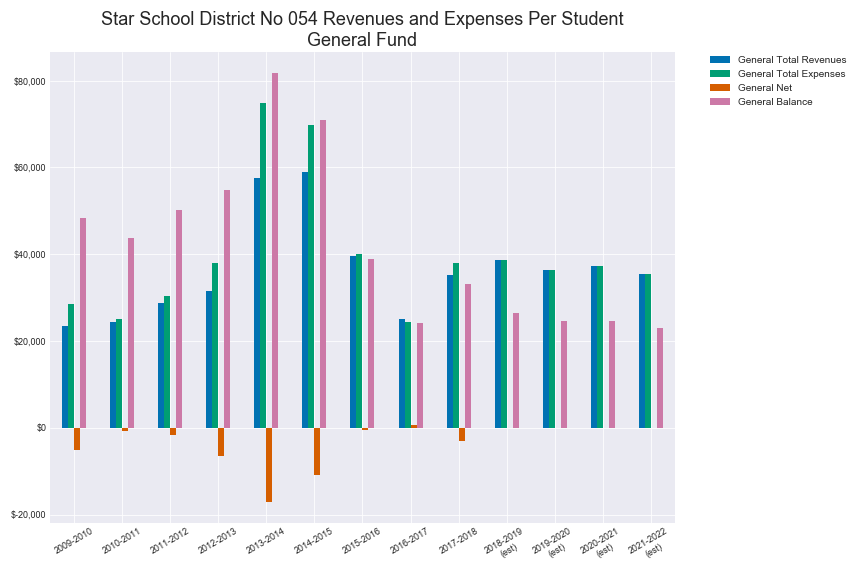 Star School District No 054 Revenues and Expenses Per Student
General Fund
General Total Revenues
General Total Expenses
General Net
General Balance
$80,000
$60,000
$40,000
$20,000
$0
$-20,000
2009-2010
2010-2011
2011-2012
2012-2013
2013-2014
2014-2015
2015-2016
2016-2017
2017-2018
2018-2019
(est)
2019-2020
(est)
2020-2021
(est)
2021-2022
(est)